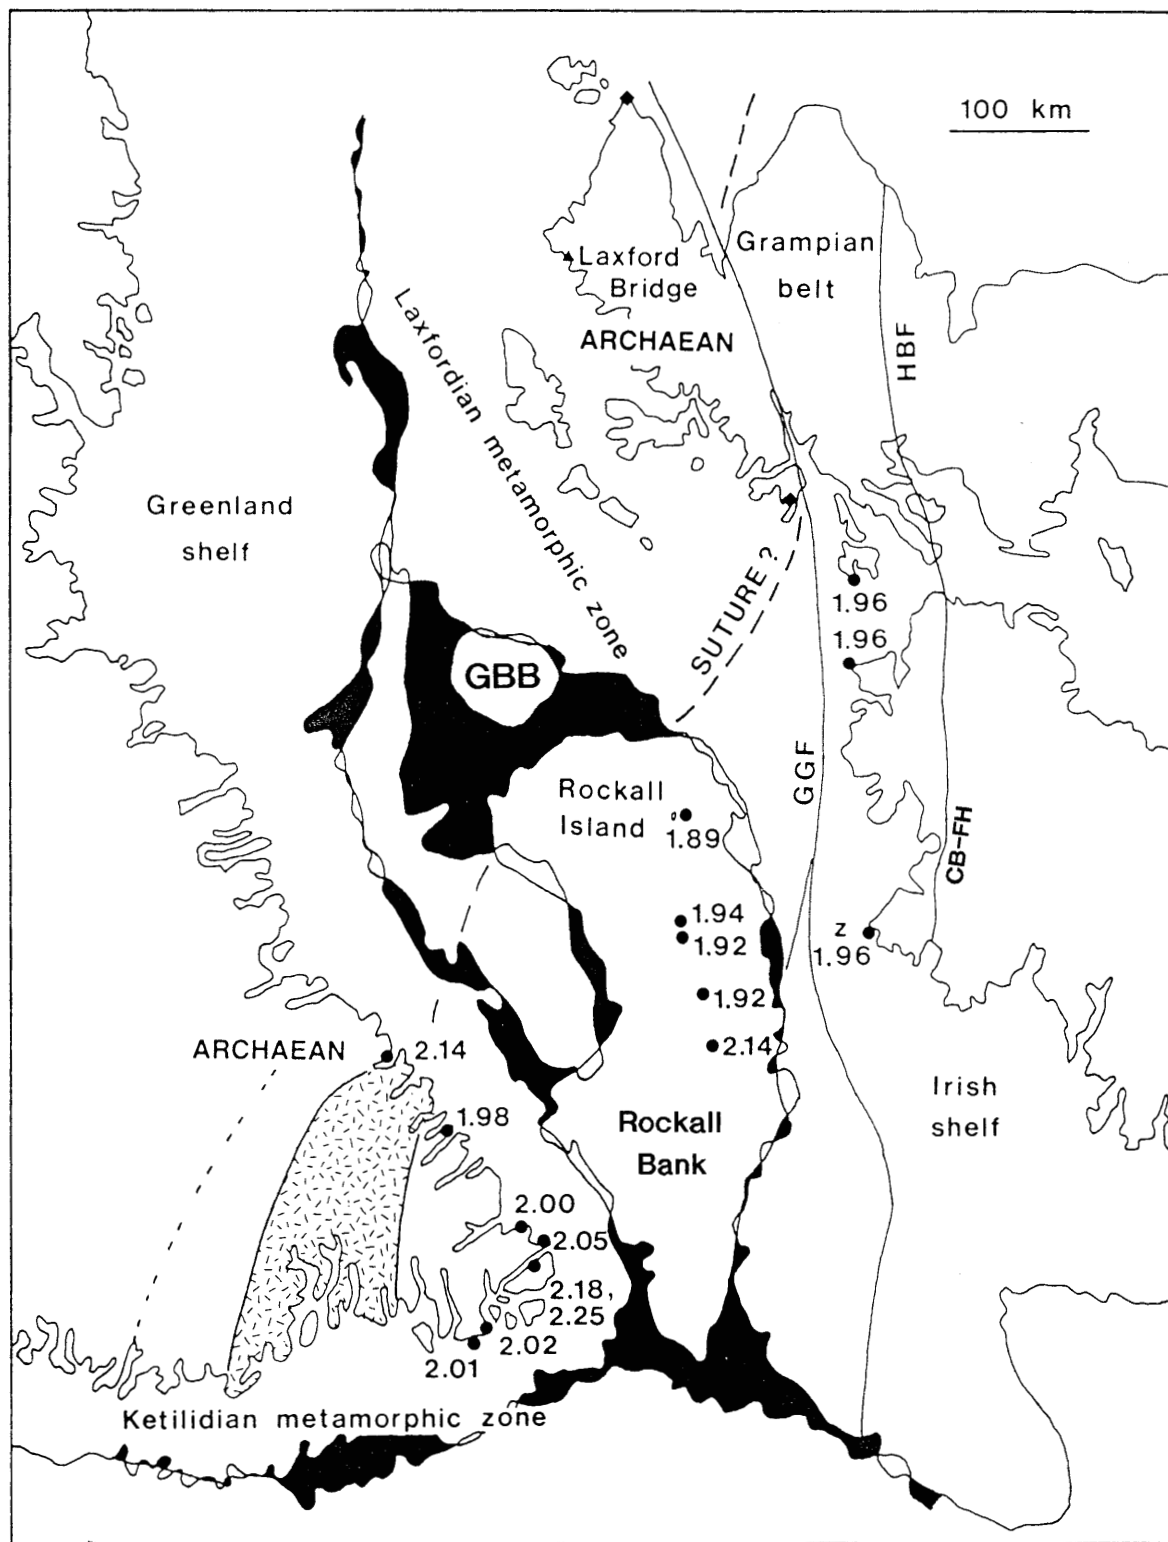 100 km
Laxford
Bridge
Grampian
belt
ARCHAEAN
HBF
Laxfordian metamorphic zone
Greenland
shelf
SUTURE ?
1.96
1.96
GBB
GGF
Rockall
Island
1.89
CB-FH
1.94
1.92
z
1.96
1.92
2.14
ARCHAEAN
2.14
1.98
Irish
shelf
Rockall
Bank
2.00
2.05
2.18,
2.25
2.02
2.01
Ketilidian metamorphic zone